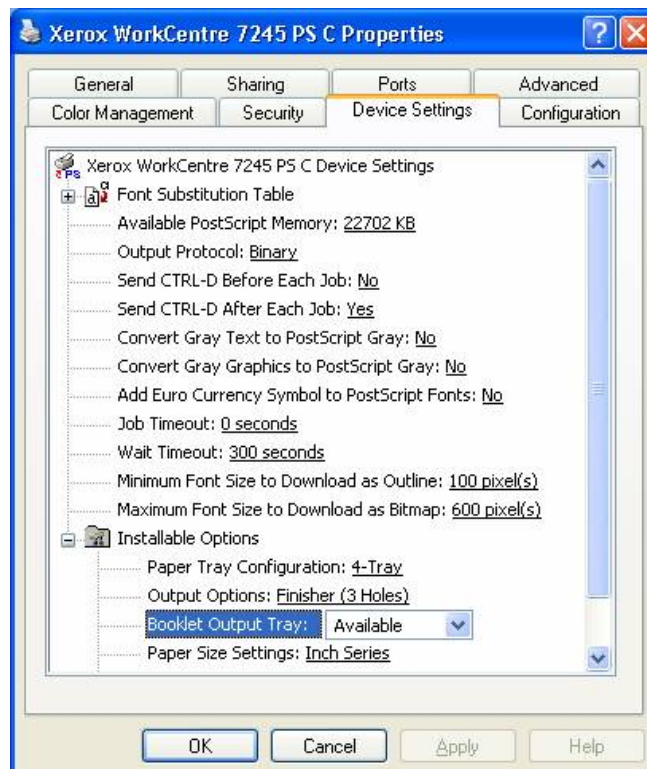 Xerox WorkCentre 7245 PS C Properties
General Sharing Ports Advanced
Color Management Security Device Settings Configuration
Xerox WorkCentre 7245 PS C Device Settings
Font Substitution Table
Available PostScript Memory: 22702 KB
Output Protocol: Binary
Send CTRL-D Before Each Job: No
Send CTRL-D After Each Job: Yes
Convert Gray Text to PostScript Gray: No
Convert Gray Graphics to PostScript Gray: No
Add Euro Currency Symbol to PostScript Fonts: No
Job Timeout: 0 seconds
Wait Timeout: 300 seconds
Minimum Font Size to Download as Outline: 100 pixel(s)
Maximum Font Size to Download as Bitmap: 600 pixel(s)
Installable Options
Paper Tray Configuration: 4-Tray
Output Options: Finisher (3 Holes)
Booklet Output Tray: Available
Paper Size Settings: Inch Series
OK Cancel Apply Help